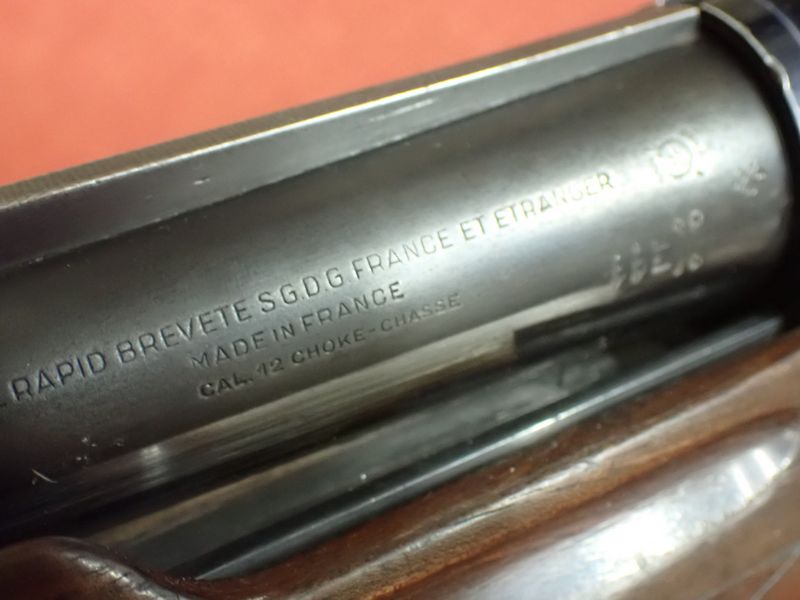 RAPID BREVETE S.G.D.G FRANCE ET ETRANGER
MADE IN FRANCE
CAL. 12 CHOKE-CHASSE